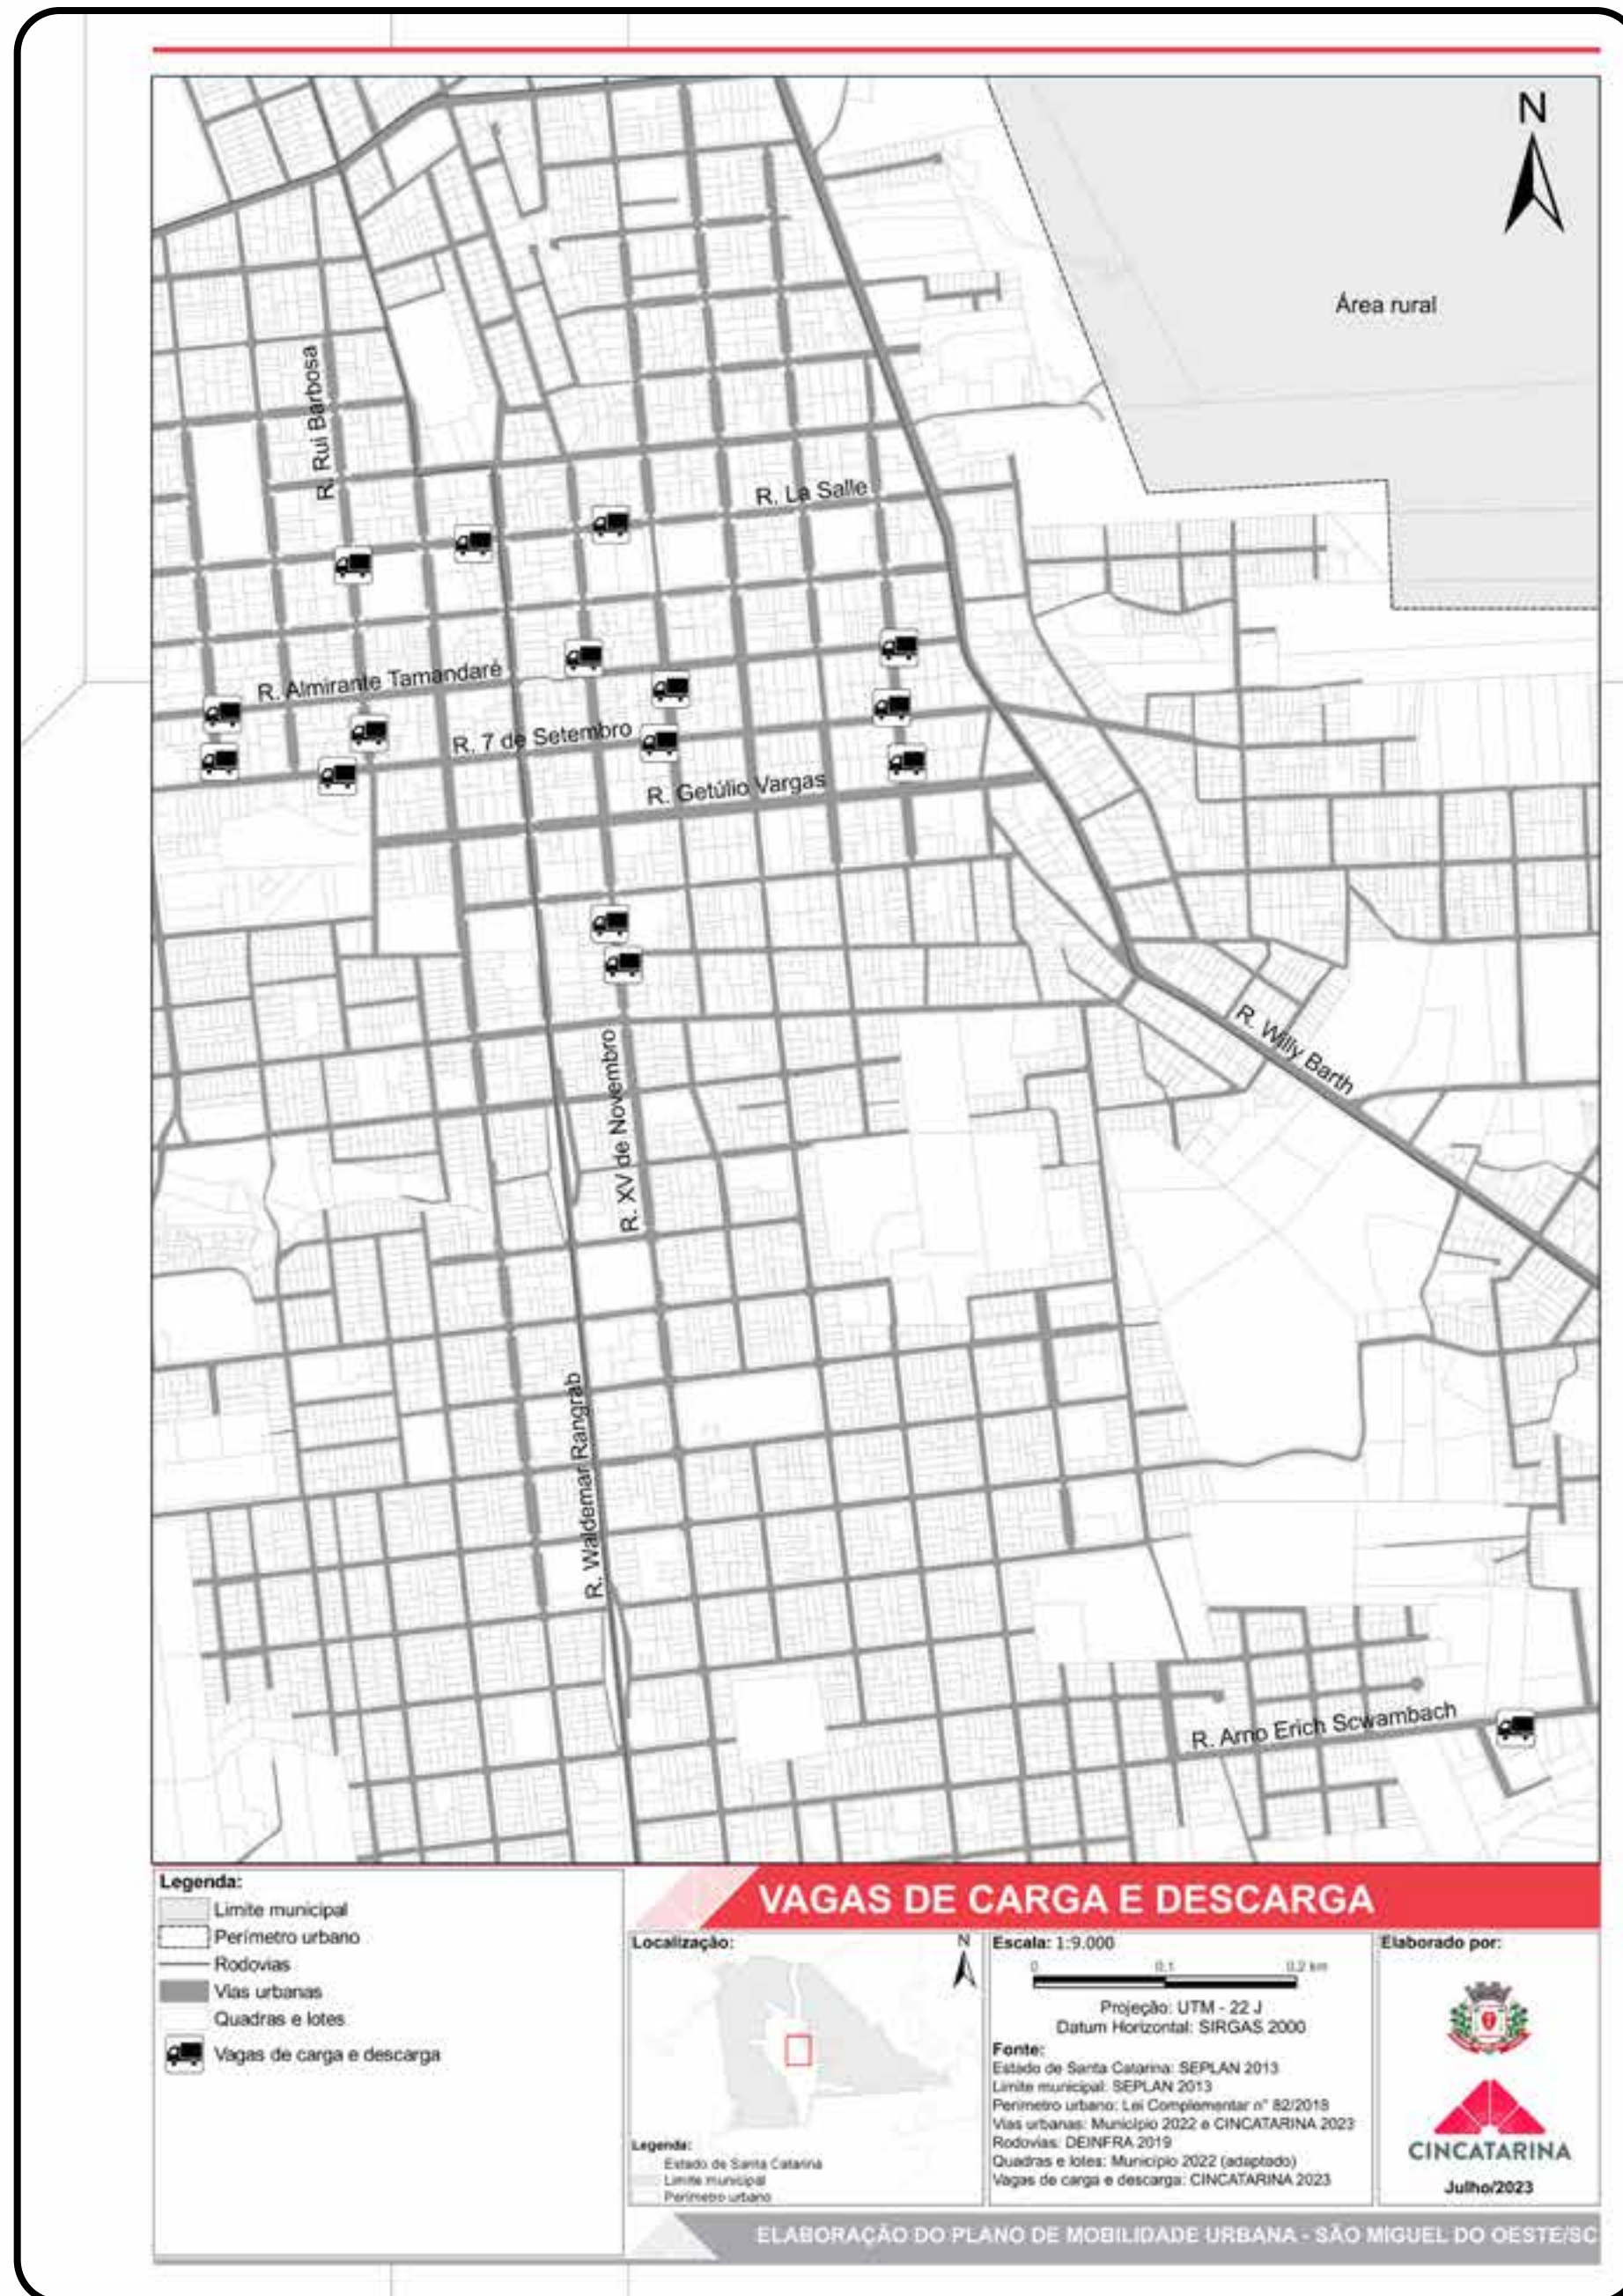 N
Área rural
R. Rui Barbosa
R. La Salle
R. Almirante Tamandaré
R. 7 de Setembro
R. Getúlio Vargas
R. XV de Novembro
R. Willy Barth
R. Waldemar Rangrab
R. Arno Erich Scwambach
Legenda:
Limite municipal
Perímetro urbano
Rodovias
Vias urbanas
Quadras e lotes
Vagas de carga e descarga
VAGAS DE CARGA E DESCARGA
Localização:
N
Legenda:
Estado de Santa Catarina
Limite municipal
Perímetro urbano
Escala: 1:9.000
0 0,1 0,2 km
Projeção: UTM - 22 J
Datum Horizontal: SIRGAS 2000
Fonte:
Estado de Santa Catarina: SEPLAN 2013
Limite municipal: SEPLAN 2013
Perímetro urbano: Lei Complementar n° 82/2018
Vias urbanas: Município 2022 e CINCATARINA 2023
Rodovias: DEINFRA 2019
Quadras e lotes: Município 2022 (adaptado)
Vagas de carga e descarga: CINCATARINA 2023
Elaborado por:
CINCATARINA
Julho/2023
ELABORAÇÃO DO PLANO DE MOBILIDADE URBANA - SÃO MIGUEL DO OESTE/SC